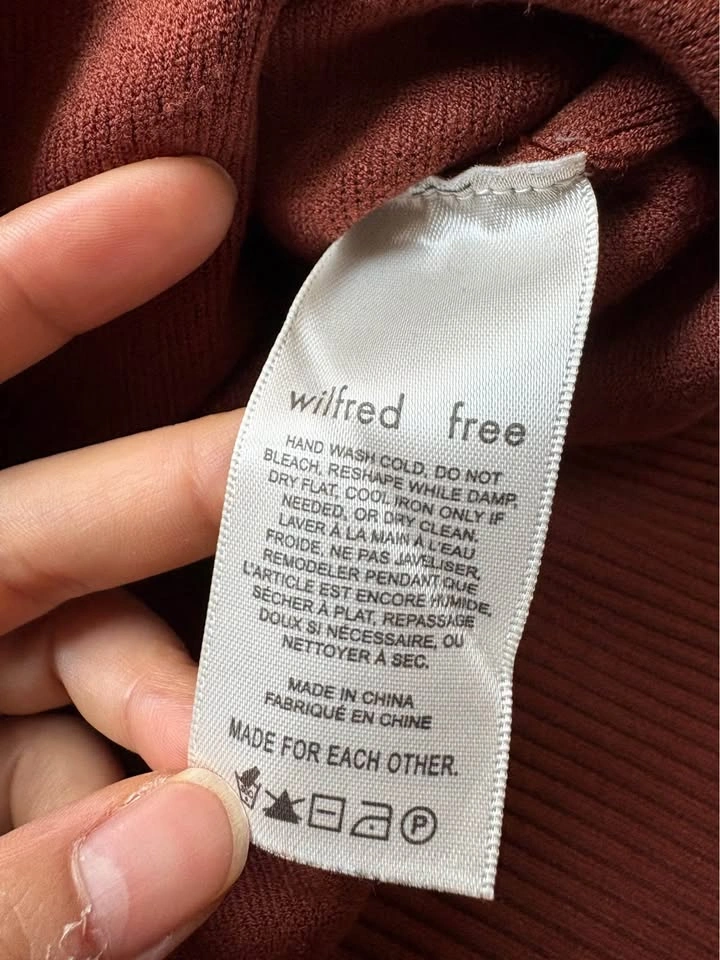 wilfred free
HAND WASH COLD, DO NOT
BLEACH, RESHAPE WHILE DAMP,
DRY FLAT, COOL IRON ONLY IF
NEEDED, OR DRY CLEAN.
LAVER À LA MAIN À L'EAU
FROIDE, NE PAS JAVELISER,
REMODELER PENDANT QUE
L'ARTICLE EST ENCORE HUMIDE,
SÉCHER À PLAT, REPASSAGE
DOUX SI NÉCESSAIRE, OU
NETTOYER À SEC.
MADE IN CHINA
FABRIQUÉ EN CHINE
MADE FOR EACH OTHER.
P